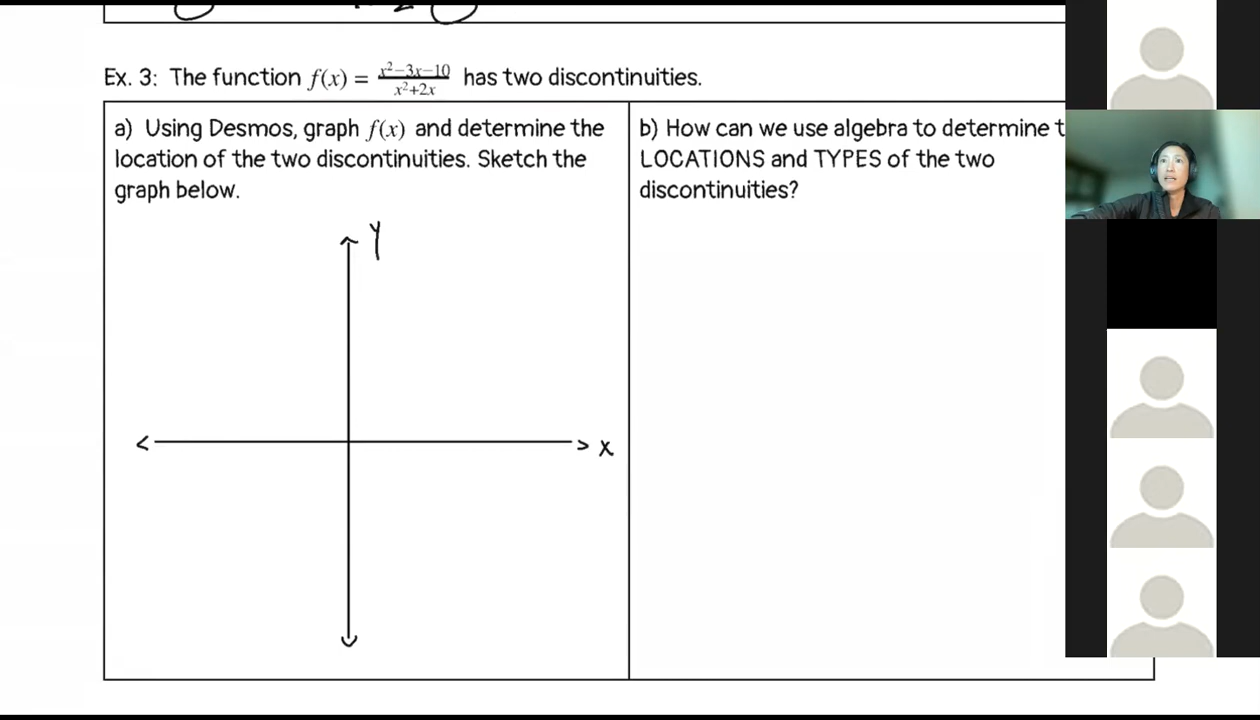 Ex. 3: The function f(x) = (x²−3x−10)/(x²+2x) has two discontinuities.
a) Using Desmos, graph f(x) and determine the
location of the two discontinuities. Sketch the
graph below.
b) How can we use algebra to determine t
LOCATIONS and TYPES of the two
discontinuities?
Y
x